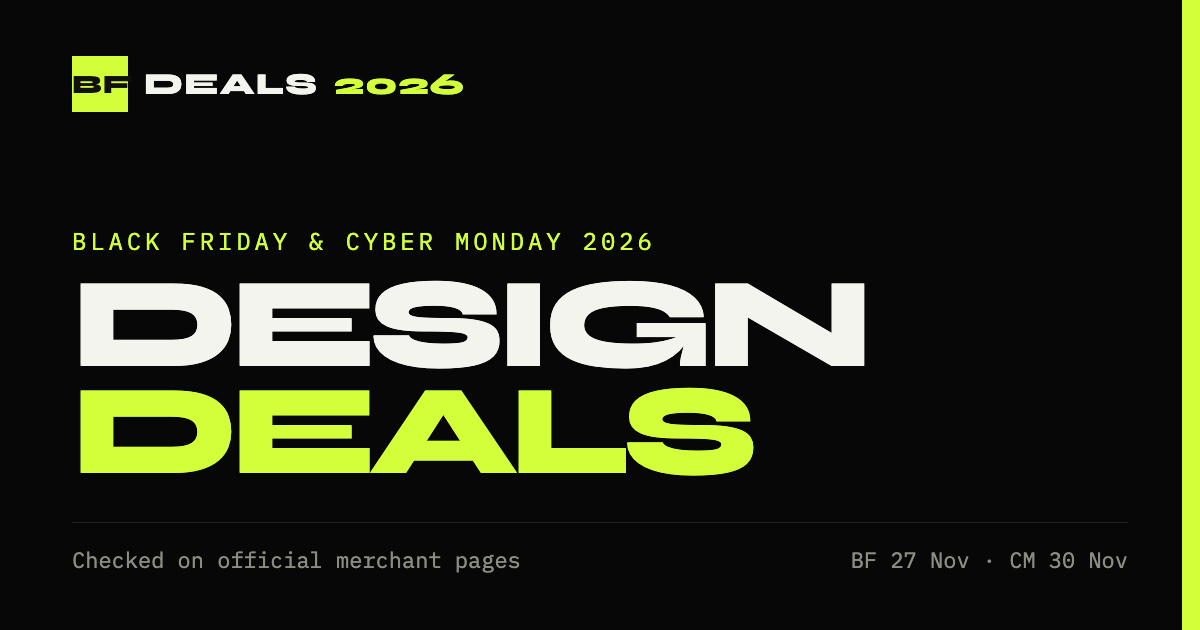 BF DEALS 2026
BLACK FRIDAY & CYBER MONDAY 2026
DESIGN
DEALS
Checked on official merchant pages
BF 27 Nov · CM 30 Nov